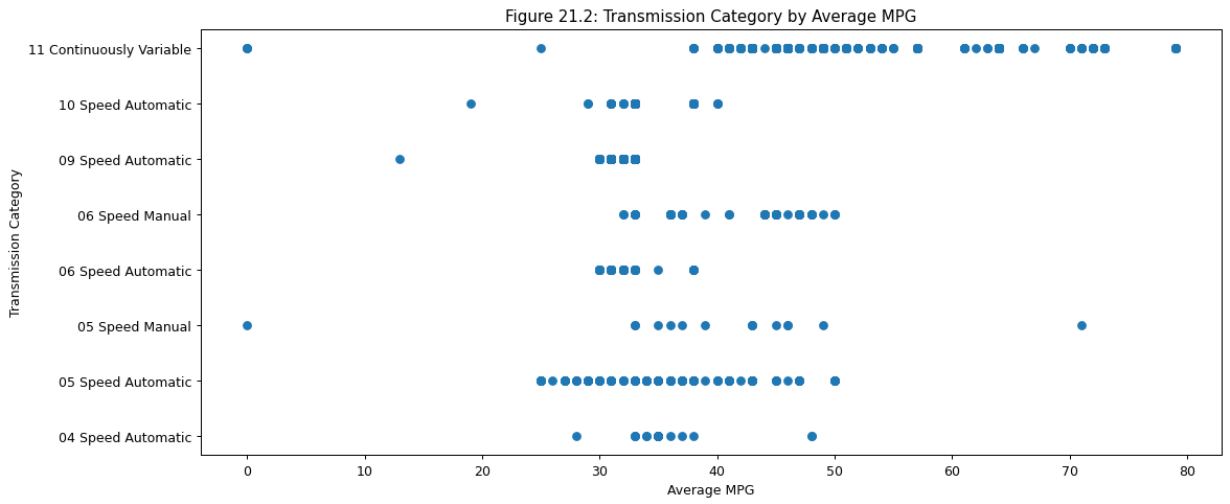 Figure 21.2: Transmission Category by Average MPG
11 Continuously Variable
10 Speed Automatic
09 Speed Automatic
06 Speed Manual
06 Speed Automatic
05 Speed Manual
05 Speed Automatic
04 Speed Automatic
Transmission Category
0 10 20 30 40 50 60 70 80
Average MPG